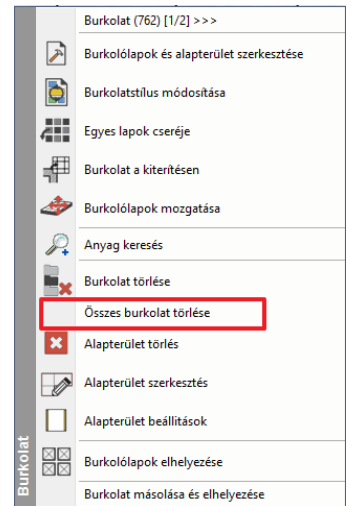 Burkolat (762) [1/2] >>>
Burkolólapok és alapterület szerkesztése
Burkolatstílus módosítása
Egyes lapok cseréje
Burkolat a kiterítésen
Burkolólapok mozgatása
Anyag keresés
Burkolat törlése
Összes burkolat törlése
Alapterület törlés
Alapterület szerkesztés
Alapterület beállitások
Burkolólapok elhelyezése
Burkolat másolása és elhelyezése
Burkolat